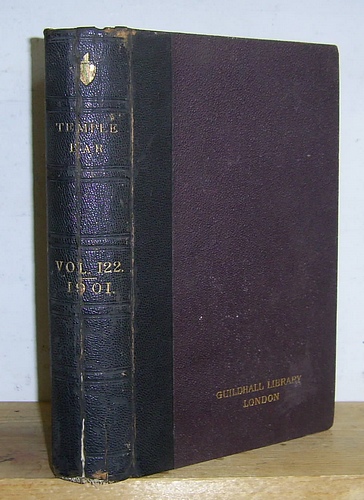 TEMPLE
BAR.
VOL. 122.
1901.
GUILDHALL LIBRARY
LONDON